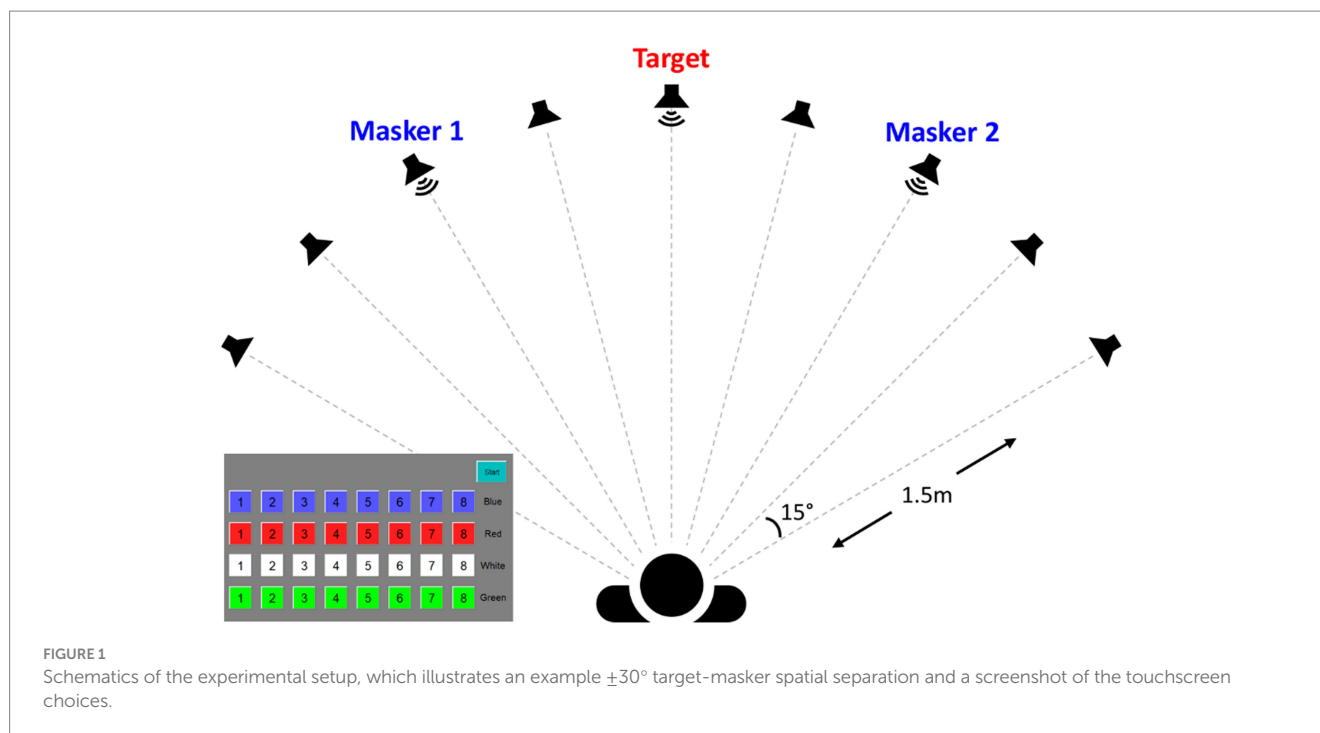 Target
Masker 1
Masker 2
15°
1.5m
Start
1 2 3 4 5 6 7 8 Blue
1 2 3 4 5 6 7 8 Red
1 2 3 4 5 6 7 8 White
1 2 3 4 5 6 7 8 Green
FIGURE 1
Schematics of the experimental setup, which illustrates an example ±30° target-masker spatial separation and a screenshot of the touchscreen
choices.